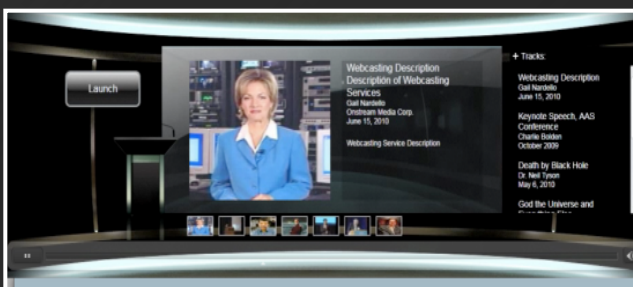 Launch
Webcasting Description
Description of Webcasting
Services
Gail Nardello
Onstream Media Corp.
June 15, 2010
Webcasting Service Description
+ Tracks:
Webcasting Description
Gail Nardello
June 15, 2010
Keynote Speech, AAS
Conference
Charlie Bolden
October 2009
Death by Black Hole
Dr. Neil Tyson
May 6, 2010
God the Universe and
Everything Else